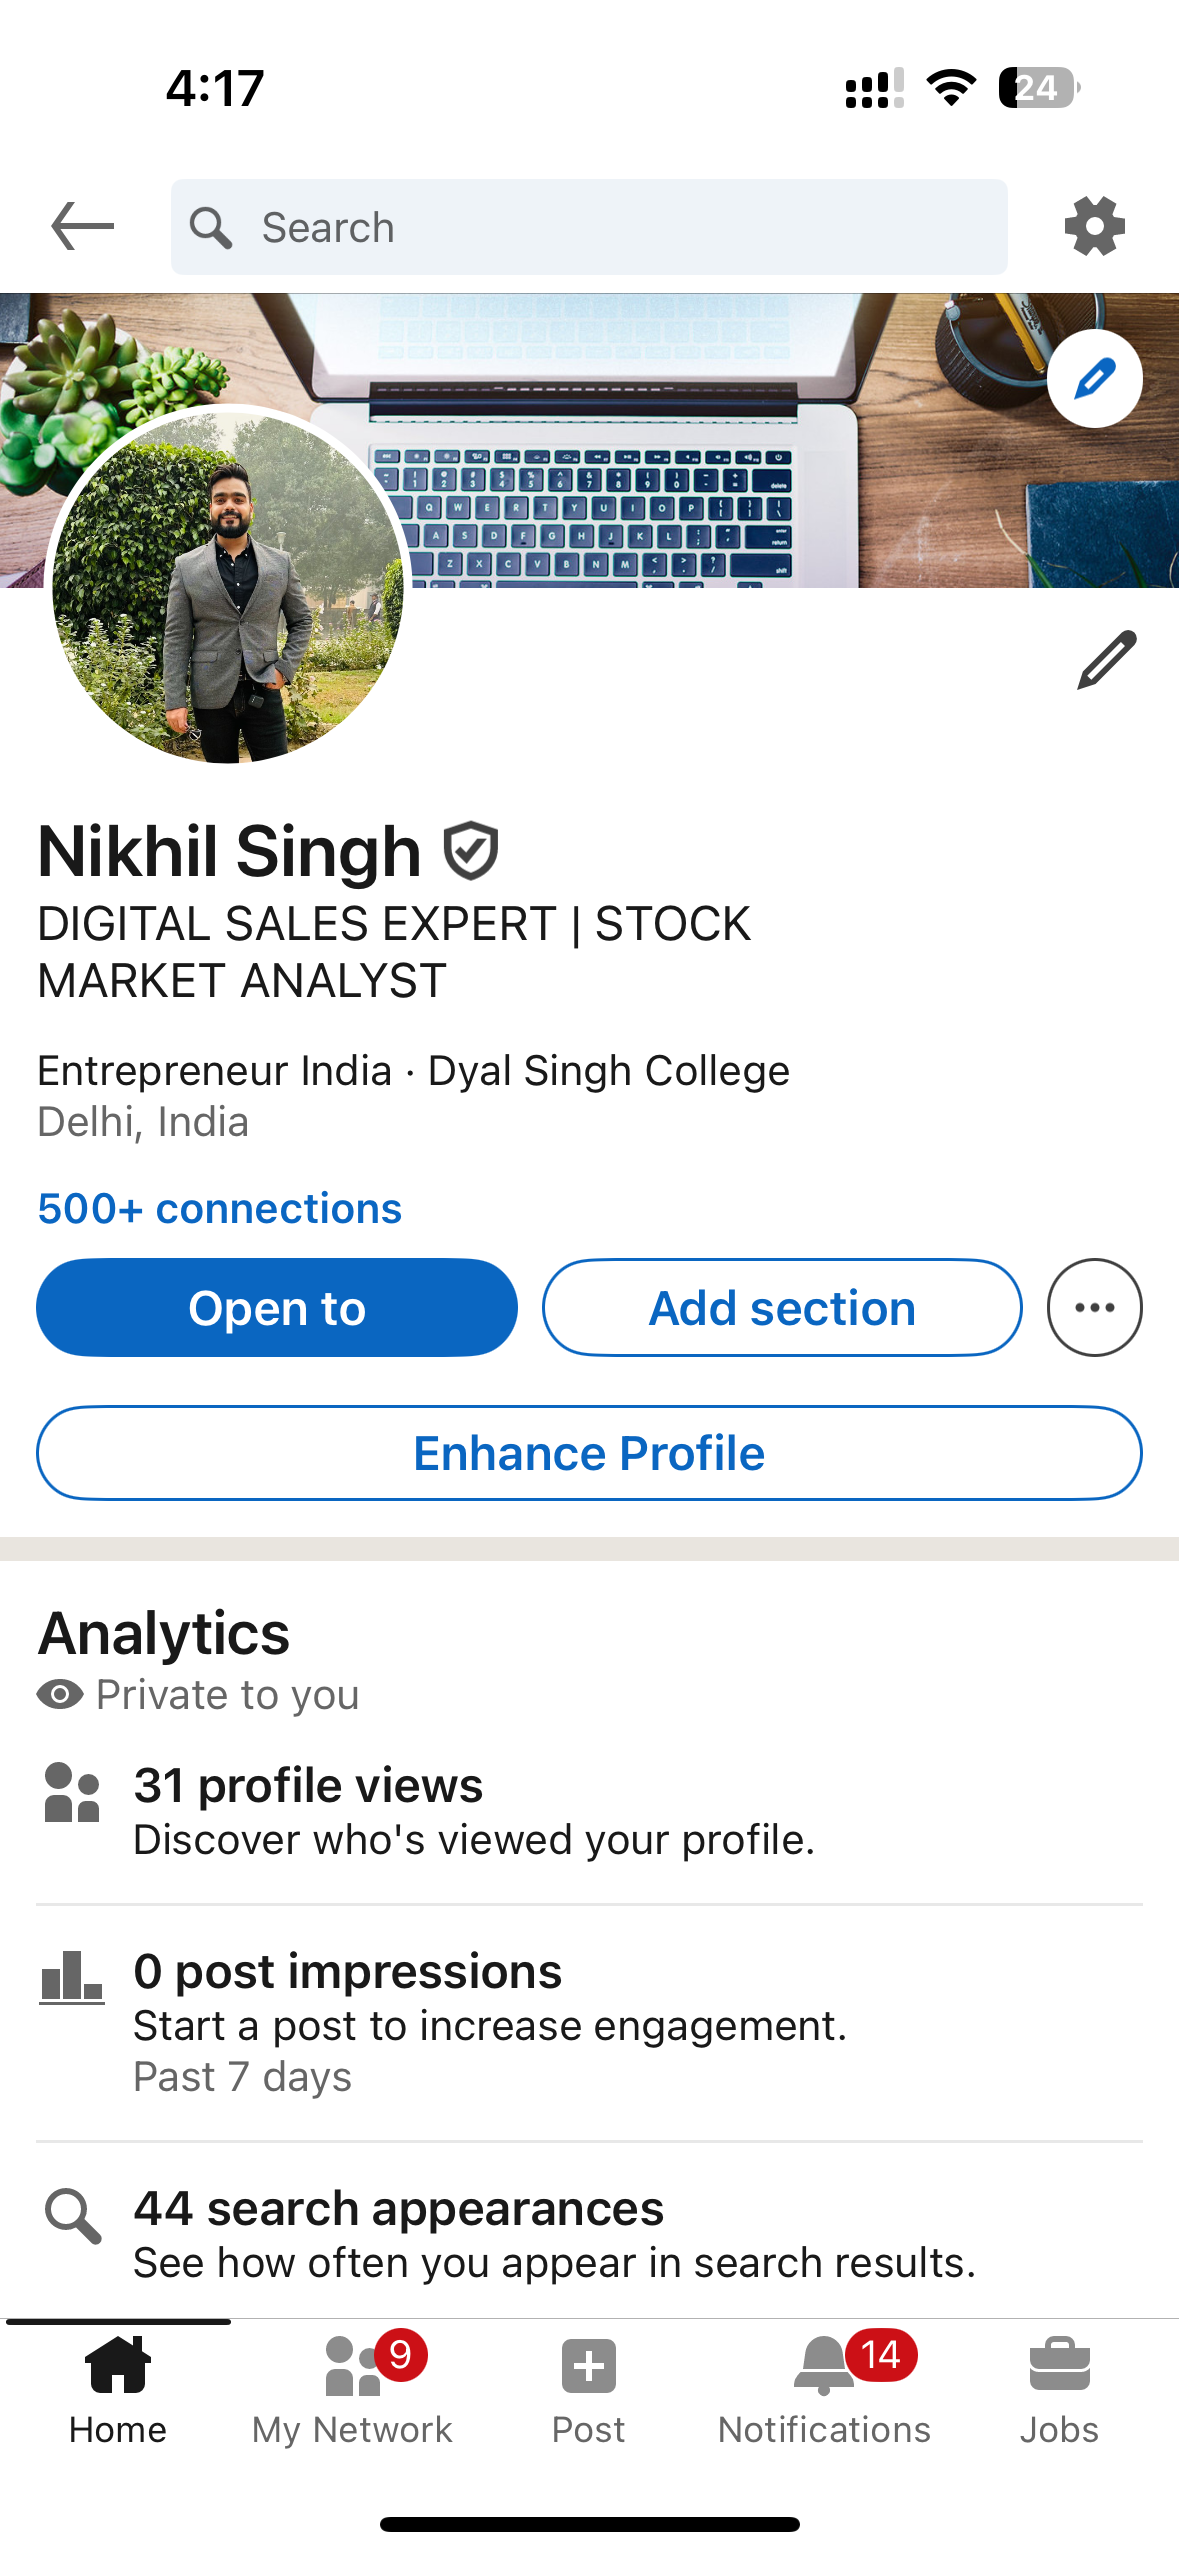 4:17
24
Search
Nikhil Singh
DIGITAL SALES EXPERT | STOCK
MARKET ANALYST
Entrepreneur India · Dyal Singh College
Delhi, India
500+ connections
Open to
Add section
Enhance Profile
Analytics
Private to you
31 profile views
Discover who's viewed your profile.
0 post impressions
Start a post to increase engagement.
Past 7 days
44 search appearances
See how often you appear in search results.
9
14
Home
My Network
Post
Notifications
Jobs